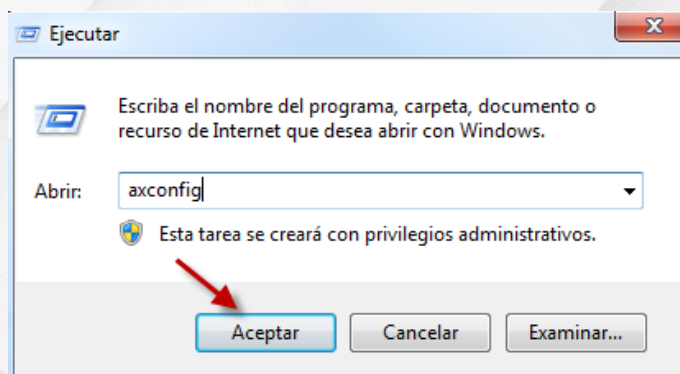 Ejecutar
Escriba el nombre del programa, carpeta, documento o
recurso de Internet que desea abrir con Windows.
Abrir: axconfig
Esta tarea se creará con privilegios administrativos.
Aceptar Cancelar Examinar...